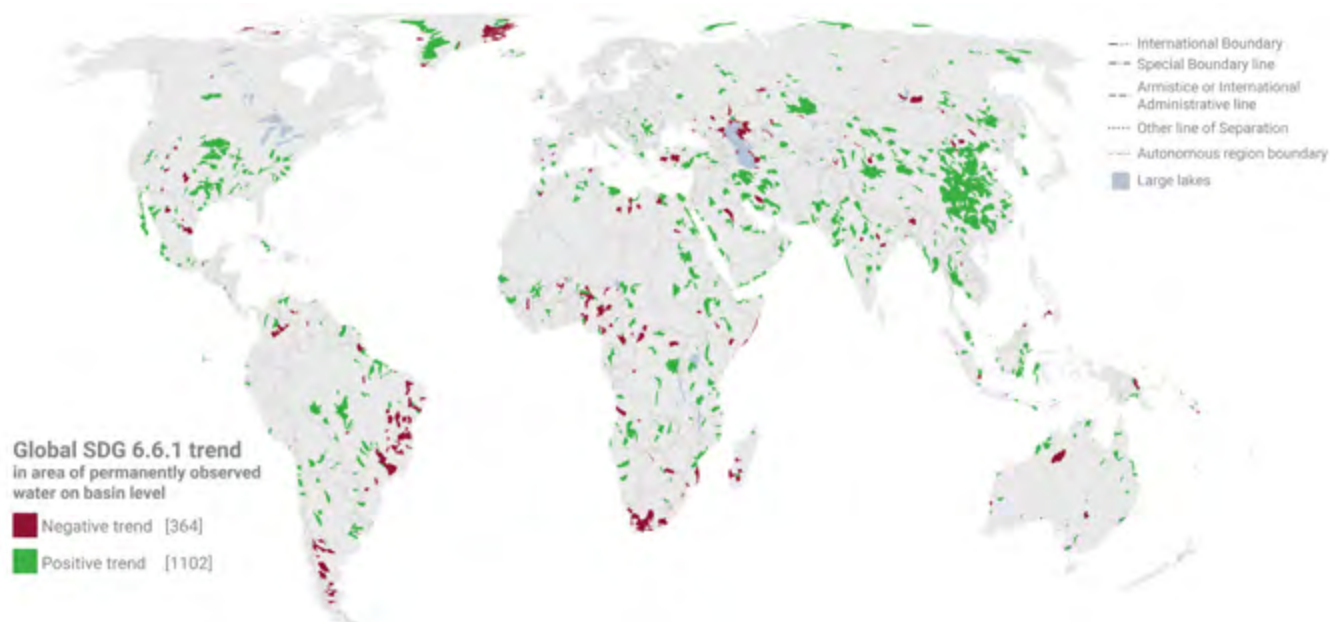 International Boundary
Special Boundary line
Armistice or International
Administrative line
Other line of Separation
Autonomous region boundary
Large lakes
Global SDG 6.6.1 trend
in area of permanently observed
water on basin level
Negative trend [364]
Positive trend [1102]